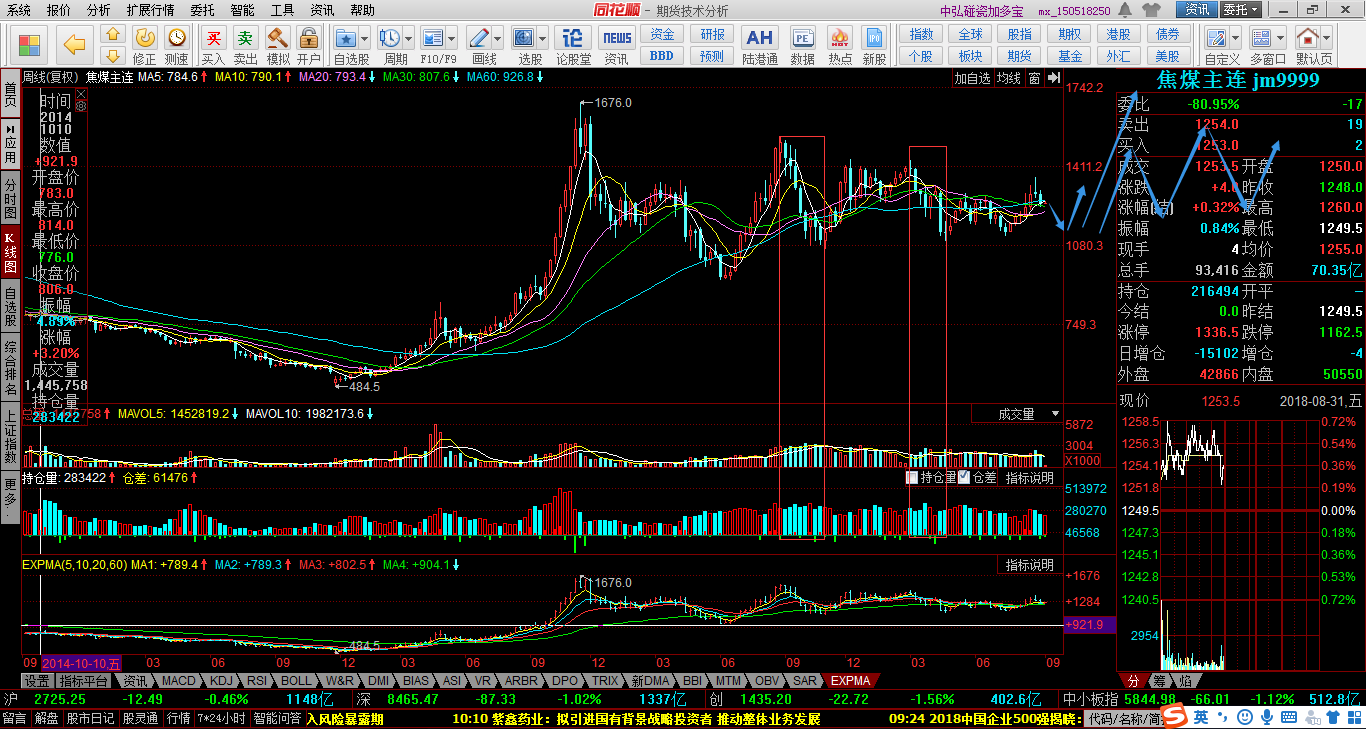 系统 报价 分析 扩展行情 委托 智能 工具 资讯 帮助 同花顺 - 期货技术分析 中弘碰瓷加多宝 mx_150518250 资讯 委托
修正 测速 买 买入 卖 卖出 模拟 开户 自选股 周期 F10/F9 画线 选股 论 论股堂 NEWS 资讯 资金 BBD 研报 预测 AH 陆港通 PE 数据 HOT 热点 IPO 新股 指数 个股 全球 板块 股指 期货 期权 基金 港股 外汇 债券 美股 自定义 多窗口 默认页
首页
应用
分时图
K线图
自选股
综合排名
上证指数
更多
周线(复权) 焦煤主连 MA5: 784.6 MA10: 790.1 MA20: 793.4 MA30: 807.6 MA60: 926.8 加自选 均线 窗
时间
2014
1010
数值
+921.9
开盘价
783.0
最高价
814.0
最低价
776.0
收盘价
806.0
振幅
4.89%
涨幅
+3.20%
成交量
1,445,758
持仓量
283422
1676.0
484.5
1742.2
1411.2
1080.3
749.3
MAVOL5: 1452819.2 MAVOL10: 1982173.6 成交量
5872
3004
X1000
持仓量: 283422 仓差: 61476 持仓量 仓差 指标说明
513972
280270
46568
EXPMA(5,10,20,60) MA1: +789.4 MA2: +789.3 MA3: +802.5 MA4: +904.1 指标说明
1676.0
484.5
+1676
+1284
+921.9
09 2014-10-10,五 03 06 09 12 03 06 09 12 03 06 09 12 03 06 09
设置 指标平台 资讯 MACD KDJ RSI BOLL W&R DMI BIAS ASI VR ARBR DPO TRIX 新DMA BBI MTM OBV SAR EXPMA
焦煤主连 jm9999
委比 -80.95% -17
卖出 1254.0 19
买入 1253.0 2
成交 1253.5 开盘 1250.0
涨跌 +4.0 昨收 1248.0
涨幅(结) +0.32% 最高 1260.0
振幅 0.84% 最低 1249.5
现手 4 均价 1255.0
总手 93,416 金额 70.35亿
持仓 216494 开平 –
今结 0.0 昨结 1249.5
涨停 1336.5 跌停 1162.5
日增仓 -15102 增仓 -4
外盘 42866 内盘 50550
现价 1253.5 2018-08-31,五
1258.5 0.72%
1256.3 0.54%
1254.1 0.36%
1251.8 0.19%
1249.5 0.00%
1247.3 0.18%
1245.1 0.36%
1242.8 0.53%
1240.5 0.72%
2954
分 筹 焰
沪 2725.25 -12.49 -0.46% 1148亿 深 8465.47 -87.33 -1.02% 1337亿 创 1435.20 -22.72 -1.56% 402.6亿 中小板指 5844.98 -66.01 -1.12% 512.8亿
留言 解盘 股市日记 股灵通 行情 7*24小时 智能问答 入风险暴露期 10:10 紫鑫药业：拟引进国有背景战略投资者 推动整体业务发展 09:24 2018中国企业500强揭晓: 代码/名称/简 英